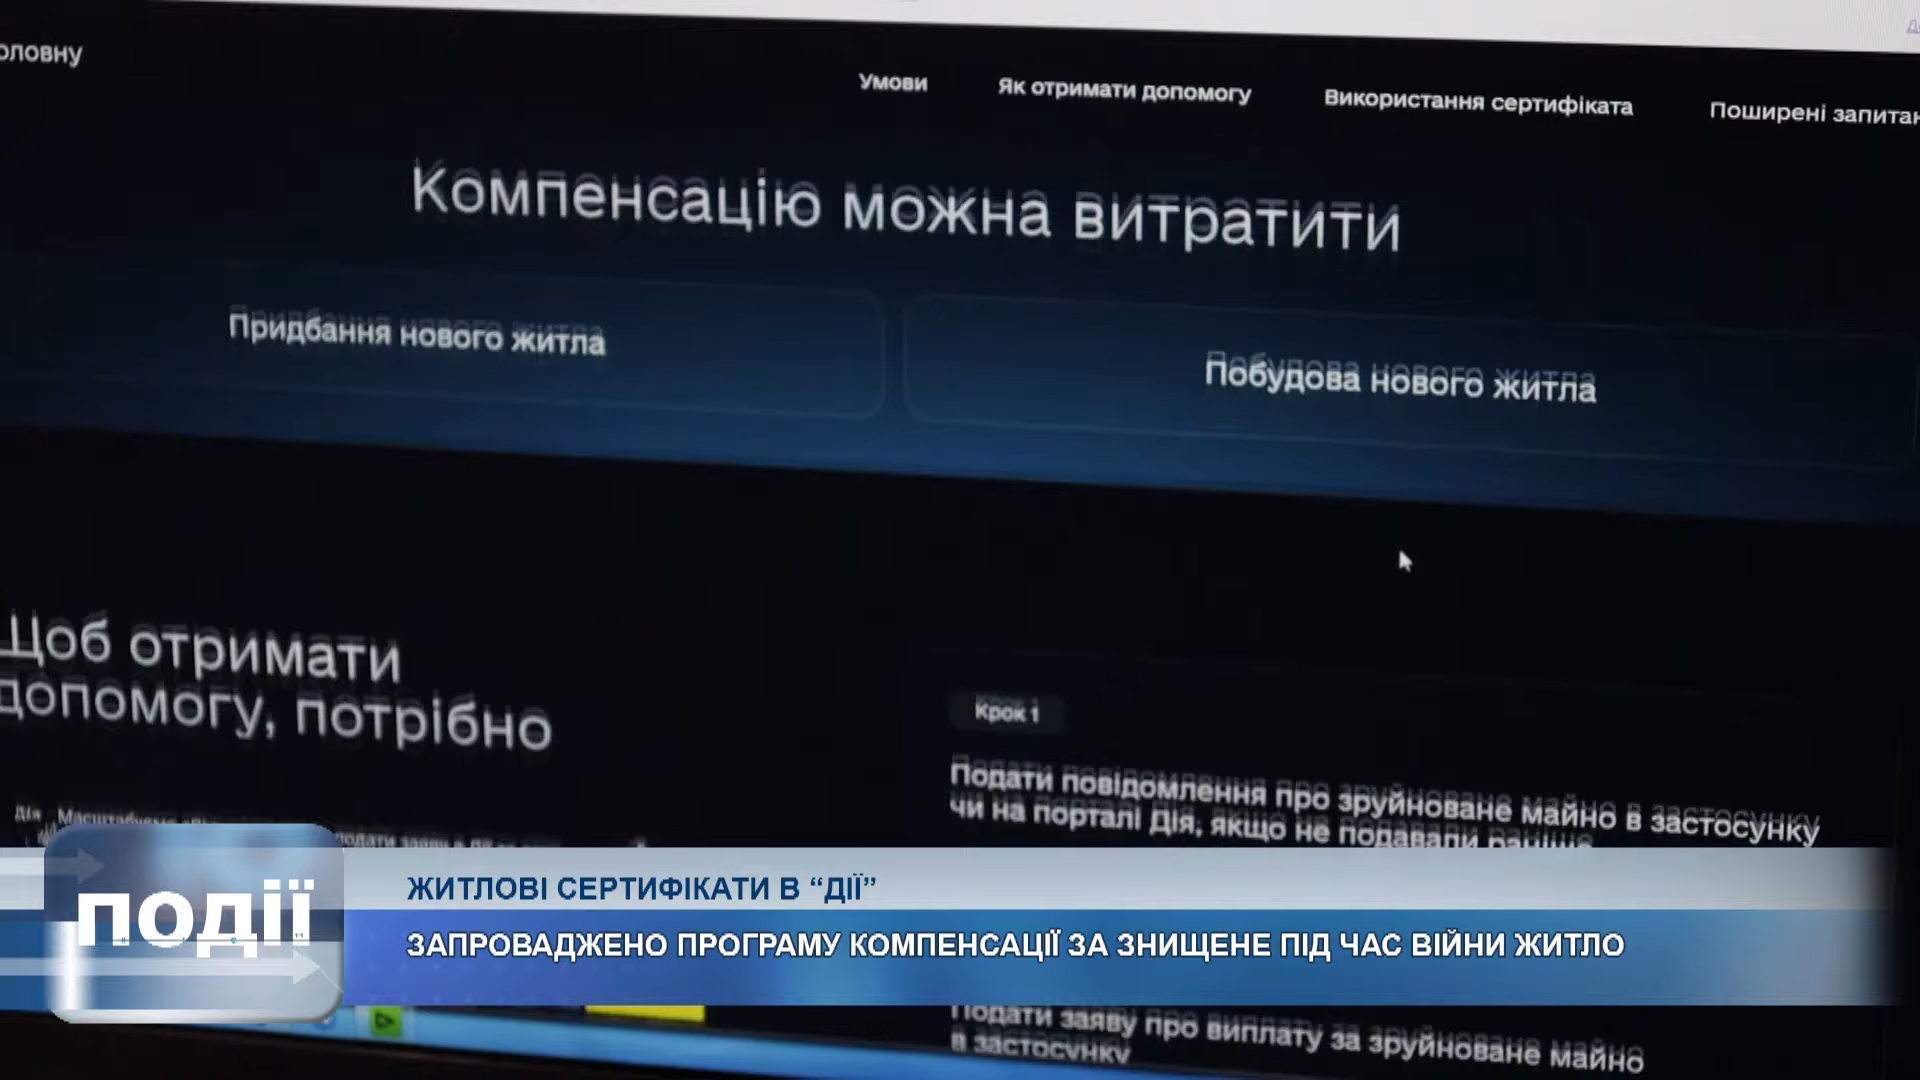 оловну
Умови
Як отримати допомогу
Використання сертифіката
Поширені запитан
Компенсацію можна витратити
Придбання нового житла
Побудова нового житла
Щоб отримати
допомогу, потрібно
Крок 1
Подати повідомлення про зруйноване майно в застосунку
чи на порталі Дія, якщо не подавали раніше
Дія
ПОДІЇ
ЖИТЛОВІ СЕРТИФІКАТИ В “ДІЇ”
ЗАПРОВАДЖЕНО ПРОГРАМУ КОМПЕНСАЦІЇ ЗА ЗНИЩЕНЕ ПІД ЧАС ВІЙНИ ЖИТЛО
Подати заяву про виплату за зруйноване майно
в застосунку